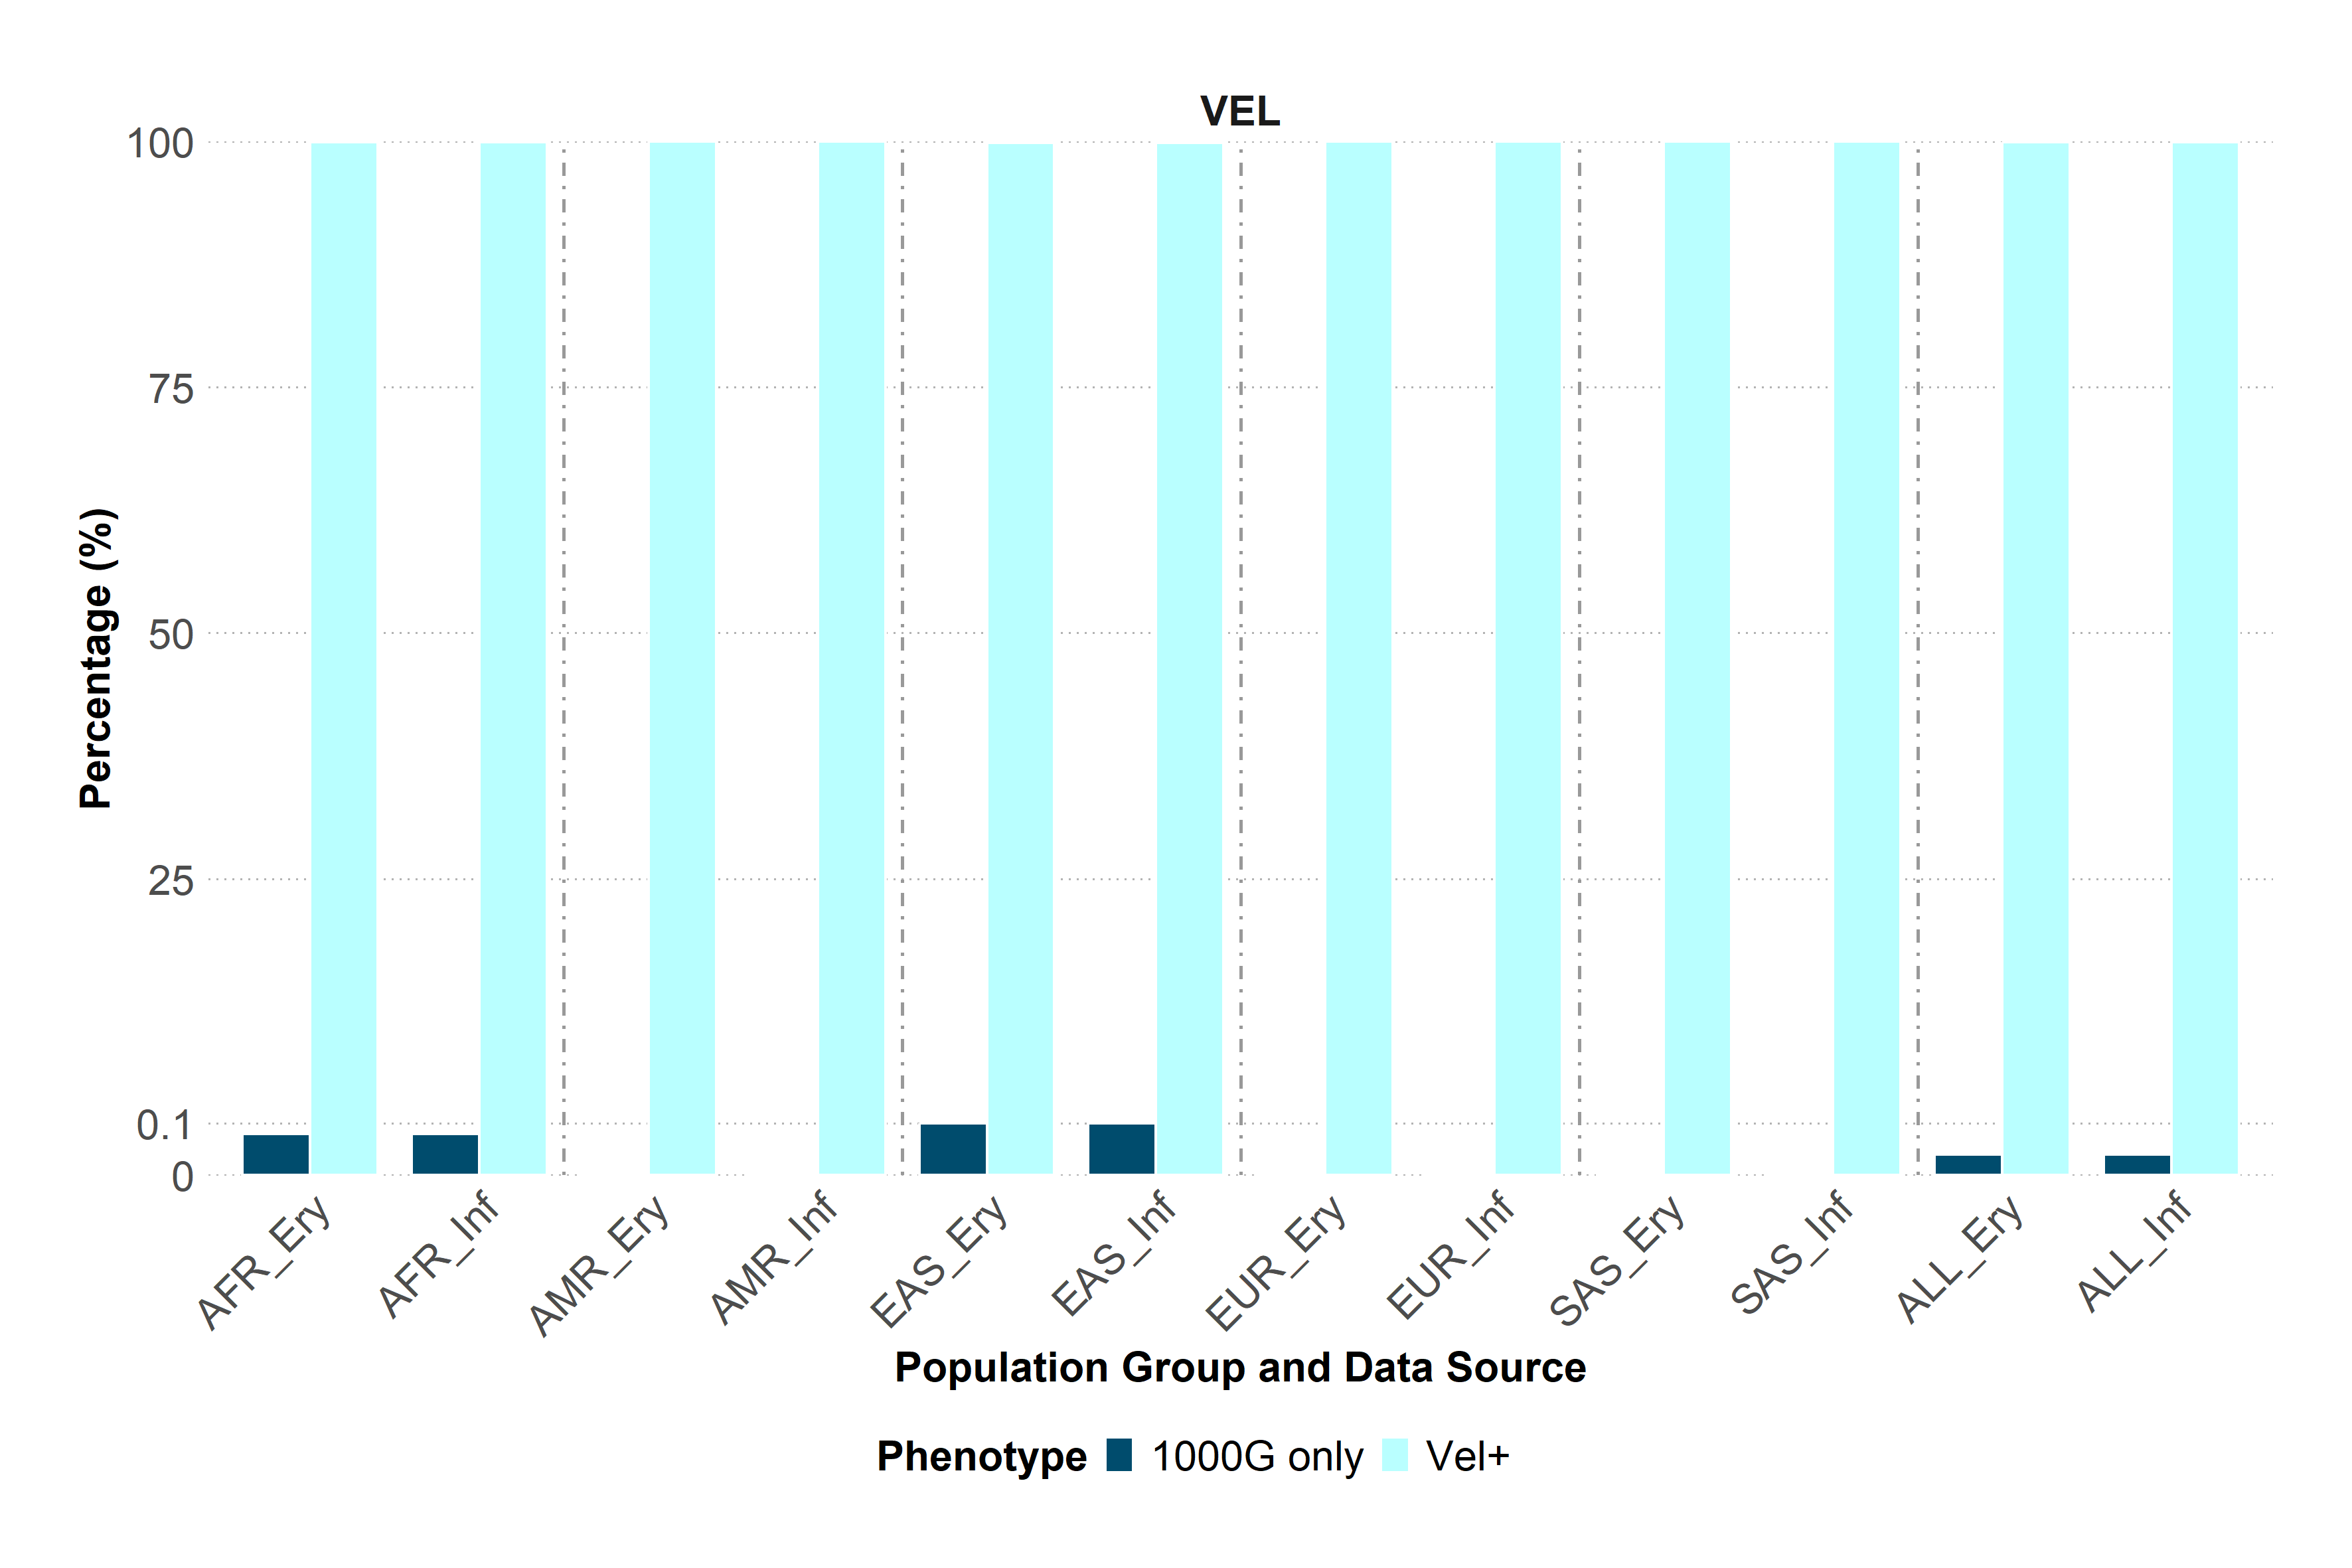 VEL
100
75
50
25
0.1
0
Percentage (%)
AFR_Ery
AFR_Inf
AMR_Ery
AMR_Inf
EAS_Ery
EAS_Inf
EUR_Ery
EUR_Inf
SAS_Ery
SAS_Inf
ALL_Ery
ALL_Inf
Population Group and Data Source
Phenotype 1000G only Vel+